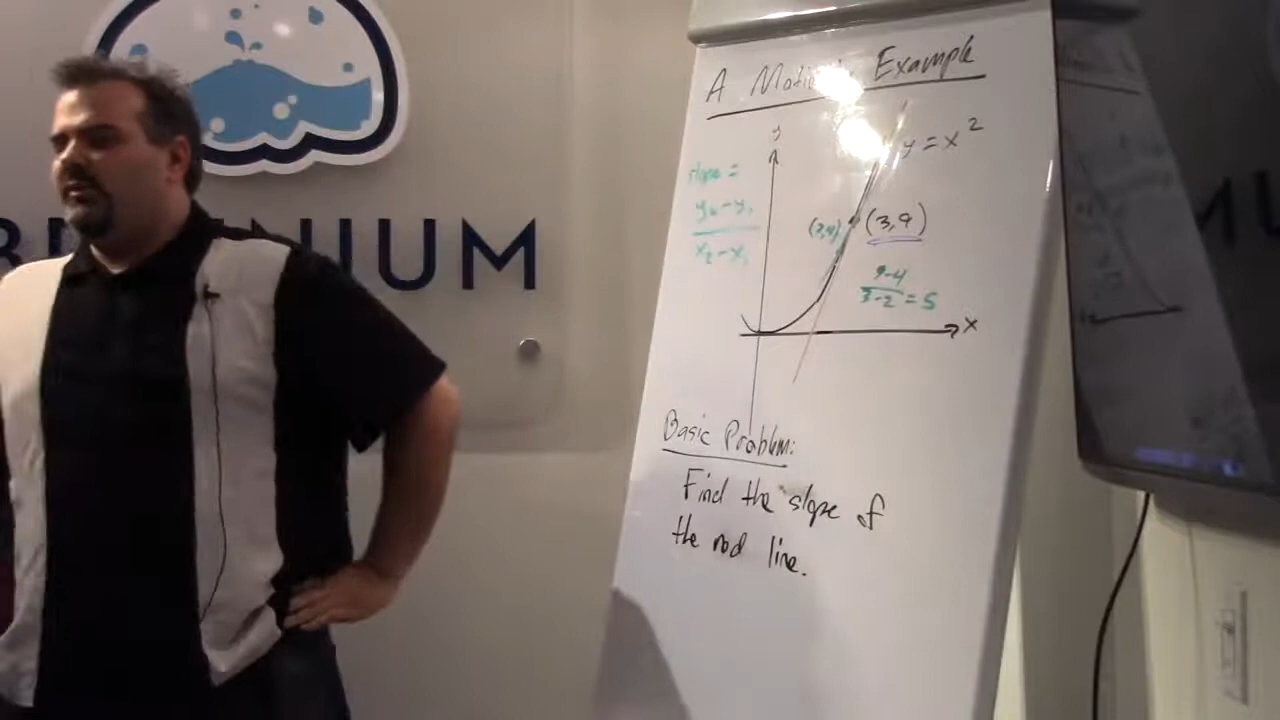 A Example
y
y = x²
slope =
y₂-y₁
x₂-x₁
(2,4)
(3,9)
9-4
3-2 = 5
x
Basic Problem:
Find the slope of
the red line.
NIUM